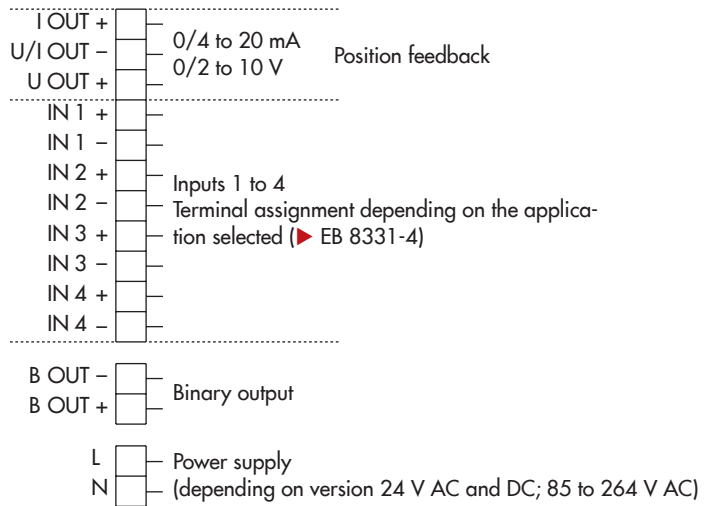 I OUT +
U/I OUT –
U OUT +
0/4 to 20 mA
0/2 to 10 V
Position feedback
IN 1 +
IN 1 –
IN 2 +
IN 2 –
IN 3 +
IN 3 –
IN 4 +
IN 4 –
Inputs 1 to 4
Terminal assignment depending on the applica-
tion selected (▶ EB 8331-4)
B OUT –
B OUT +
Binary output
L
N
Power supply
(depending on version 24 V AC and DC; 85 to 264 V AC)